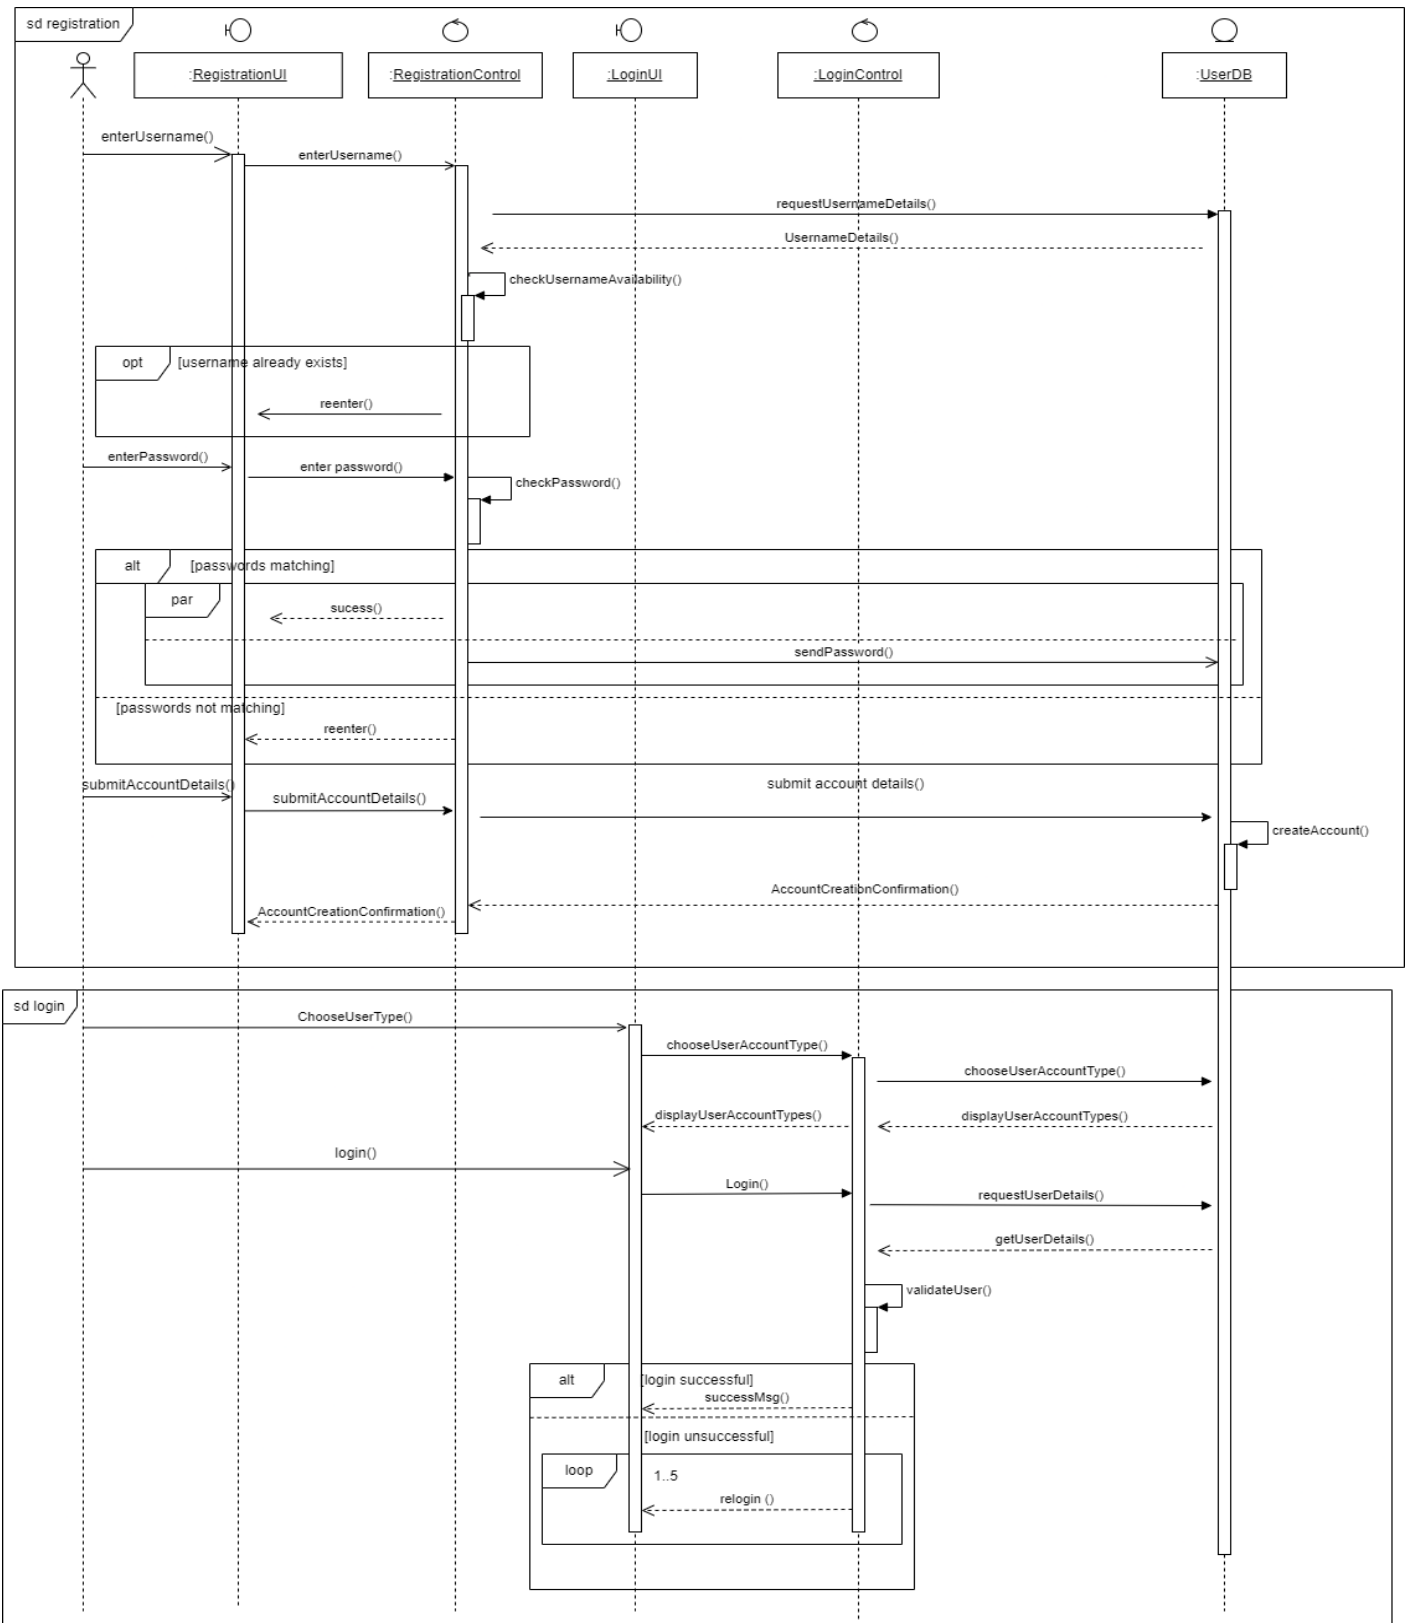 sd registration
:RegistrationUI
:RegistrationControl
:LoginUI
:LoginControl
:UserDB
enterUsername()
enterUsername()
requestUsernameDetails()
UsernameDetails()
checkUsernameAvailability()
opt
[username already exists]
reenter()
enterPassword()
enter password()
checkPassword()
alt
[passwords matching]
par
sucess()
sendPassword()
[passwords not matching]
reenter()
submitAccountDetails()
submitAccountDetails()
submit account details()
createAccount()
AccountCreationConfirmation()
AccountCreationConfirmation()
sd login
ChooseUserType()
chooseUserAccountType()
chooseUserAccountType()
displayUserAccountTypes()
displayUserAccountTypes()
login()
Login()
requestUserDetails()
getUserDetails()
validateUser()
alt
[login successful]
successMsg()
[login unsuccessful]
loop
1..5
relogin ()